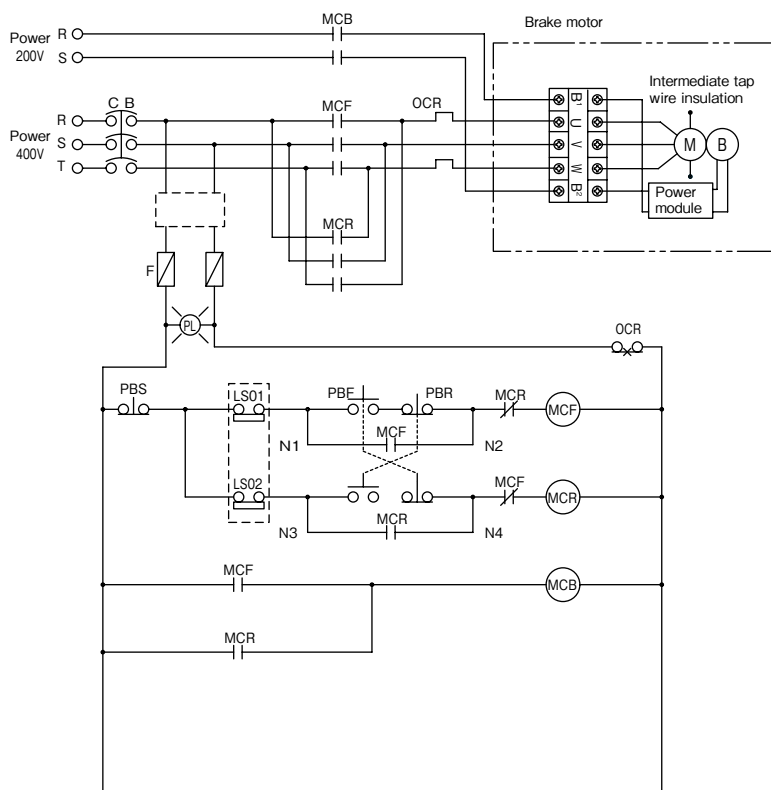 MCB
Brake motor
Power
200V
R
S
C B
MCF
OCR
Intermediate tap
wire insulation
Power
400V
R
S
T
B1
U
V
W
B2
M
B
Power
module
MCR
F
PL
OCR
PBS
LS01
PBF
PBR
MCR
MCF
MCF
N1
N2
LS02
MCF
MCR
MCR
N3
N4
MCF
MCB
MCR